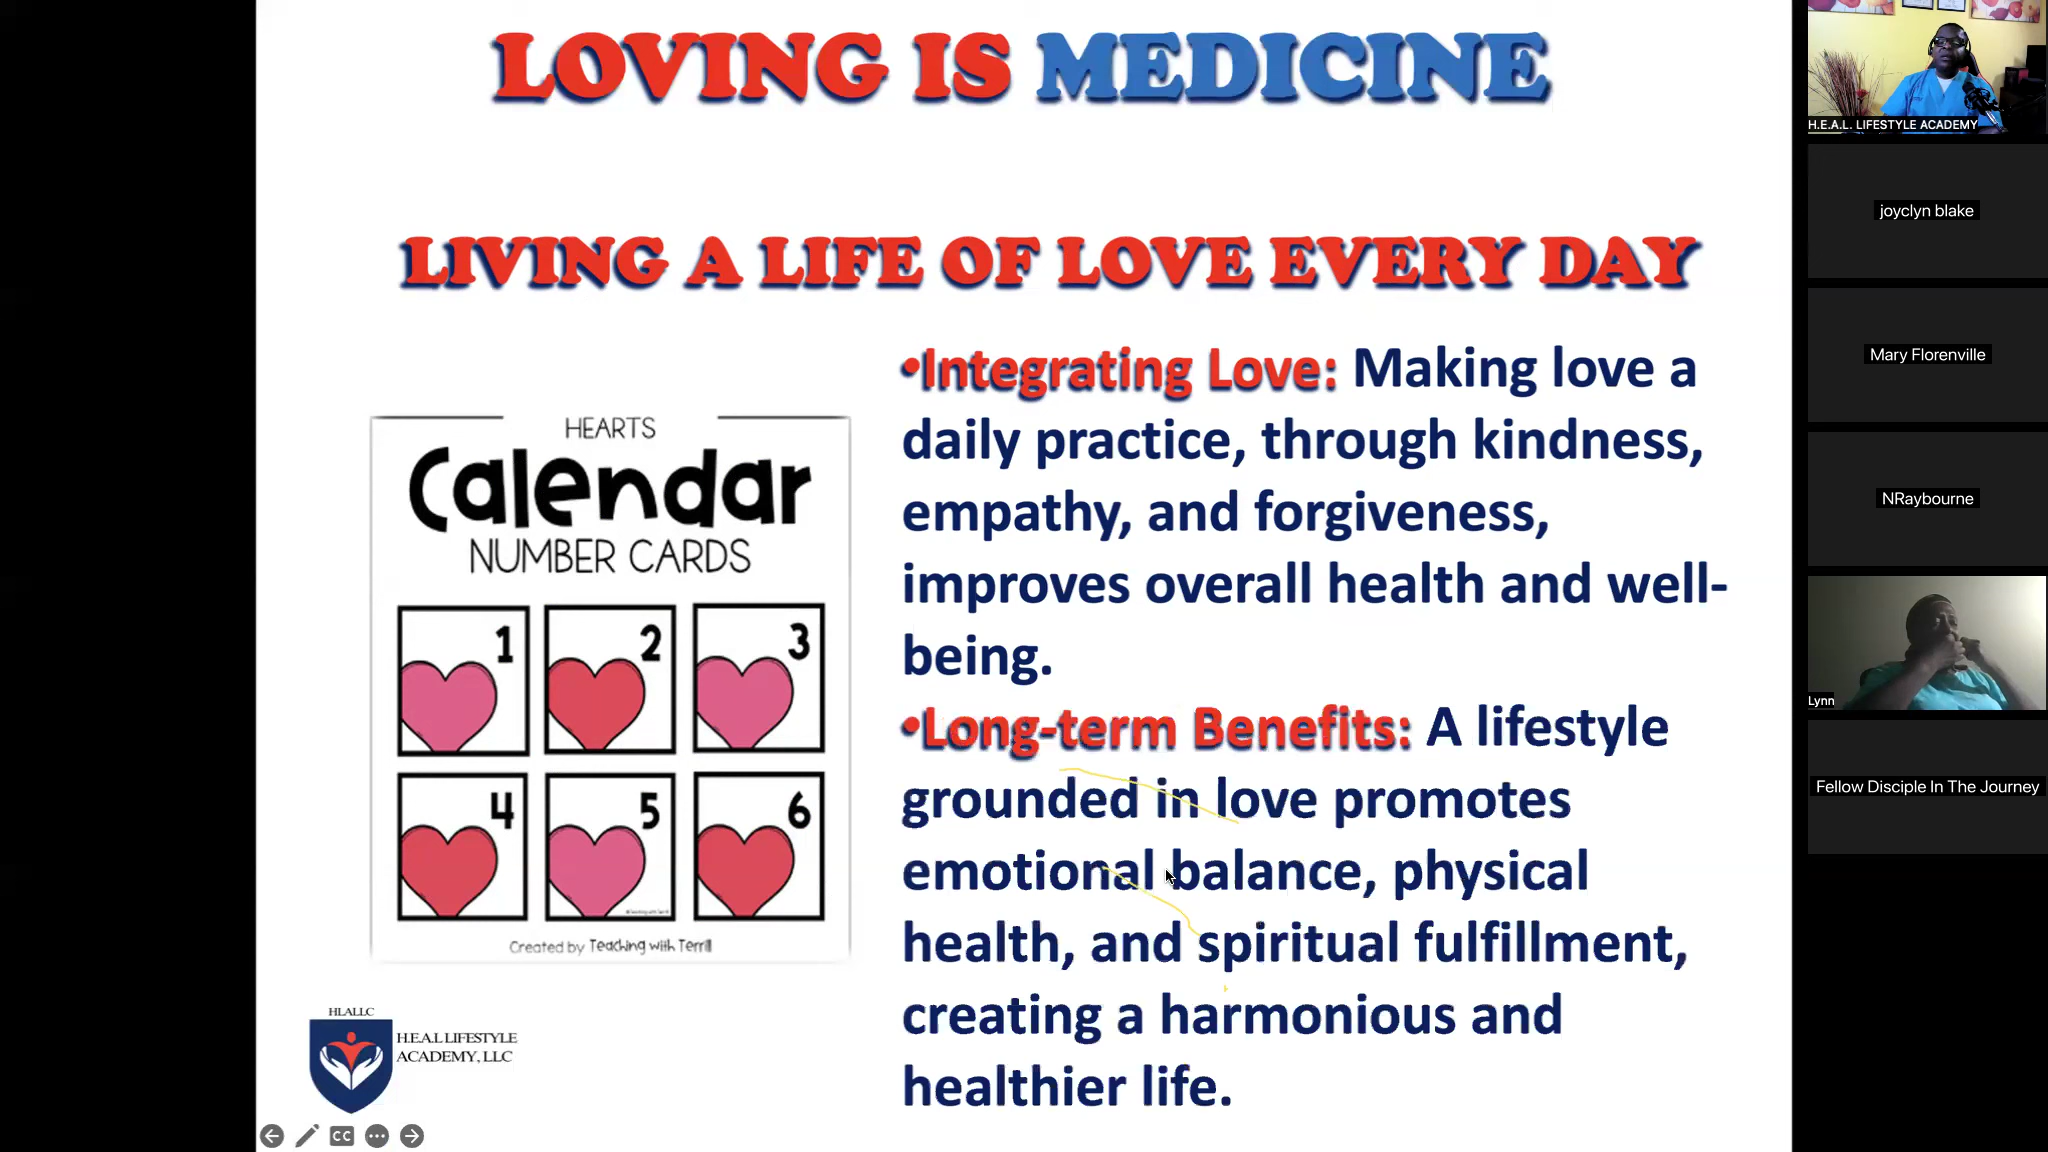 LOVING IS MEDICINE
LIVING A LIFE OF LOVE EVERY DAY
•Integrating Love: Making love a
daily practice, through kindness,
empathy, and forgiveness,
improves overall health and well-
being.
•Long-term Benefits: A lifestyle
grounded in love promotes
emotional balance, physical
health, and spiritual fulfillment,
creating a harmonious and
healthier life.
HEARTS
Calendar
NUMBER CARDS
1 2 3
4 5 6
Created by Teaching with Terrill
HLALLC
H.E.A.L LIFESTYLE
ACADEMY, LLC
CC
H.E.A.L. LIFESTYLE ACADEMY
joyclyn blake
Mary Florenville
NRaybourne
Lynn
Fellow Disciple In The Journey